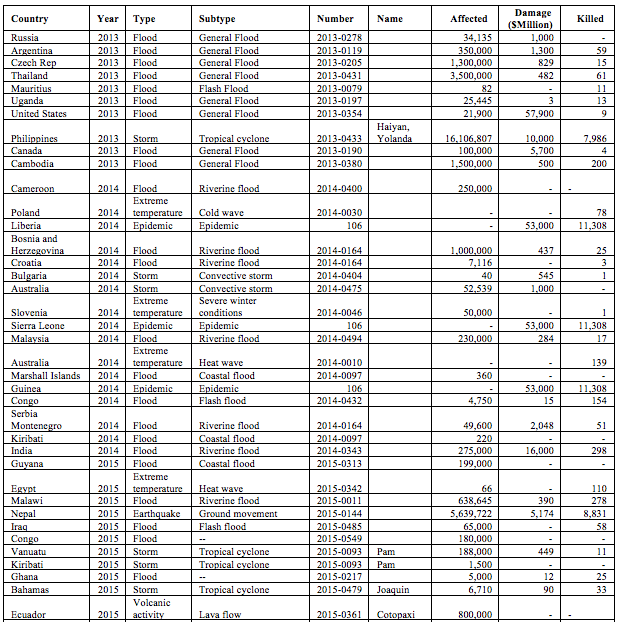 Country Year Type Subtype Number Name Affected Damage ($Million) Killed
Russia 2013 Flood General Flood 2013-0278 34,135 1,000 -
Argentina 2013 Flood General Flood 2013-0119 350,000 1,300 59
Czech Rep 2013 Flood General Flood 2013-0205 1,300,000 829 15
Thailand 2013 Flood General Flood 2013-0431 3,500,000 482 61
Mauritius 2013 Flood Flash Flood 2013-0079 82 - 11
Uganda 2013 Flood General Flood 2013-0197 25,445 3 13
United States 2013 Flood General Flood 2013-0354 21,900 57,900 9
Philippines 2013 Storm Tropical cyclone 2013-0433 Haiyan, Yolanda 16,106,807 10,000 7,986
Canada 2013 Flood General Flood 2013-0190 100,000 5,700 4
Cambodia 2013 Flood General Flood 2013-0380 1,500,000 500 200
Cameroon 2014 Flood Riverine flood 2014-0400 250,000 - -
Poland 2014 Extreme temperature Cold wave 2014-0030 - - 78
Liberia 2014 Epidemic Epidemic 106 - 53,000 11,308
Bosnia and Herzegovina 2014 Flood Riverine flood 2014-0164 1,000,000 437 25
Croatia 2014 Flood Riverine flood 2014-0164 7,116 - 3
Bulgaria 2014 Storm Convective storm 2014-0404 40 545 1
Australia 2014 Storm Convective storm 2014-0475 52,539 1,000 -
Slovenia 2014 Extreme temperature Severe winter conditions 2014-0046 50,000 - 1
Sierra Leone 2014 Epidemic Epidemic 106 - 53,000 11,308
Malaysia 2014 Flood Riverine flood 2014-0494 230,000 284 17
Australia 2014 Extreme temperature Heat wave 2014-0010 - - 139
Marshall Islands 2014 Flood Coastal flood 2014-0097 360 - -
Guinea 2014 Epidemic Epidemic 106 - 53,000 11,308
Congo 2014 Flood Flash flood 2014-0432 4,750 15 154
Serbia Montenegro 2014 Flood Riverine flood 2014-0164 49,600 2,048 51
Kiribati 2014 Flood Coastal flood 2014-0097 220 - -
India 2014 Flood Riverine flood 2014-0343 275,000 16,000 298
Guyana 2015 Flood Coastal flood 2015-0313 199,000 - -
Egypt 2015 Extreme temperature Heat wave 2015-0342 66 - 110
Malawi 2015 Flood Riverine flood 2015-0011 638,645 390 278
Nepal 2015 Earthquake Ground movement 2015-0144 5,639,722 5,174 8,831
Iraq 2015 Flood Flash flood 2015-0485 65,000 - 58
Congo 2015 Flood -- 2015-0549 180,000 - -
Vanuatu 2015 Storm Tropical cyclone 2015-0093 Pam 188,000 449 11
Kiribati 2015 Storm Tropical cyclone 2015-0093 Pam 1,500 - -
Ghana 2015 Flood -- 2015-0217 5,000 12 25
Bahamas 2015 Storm Tropical cyclone 2015-0479 Joaquin 6,710 90 33
Ecuador 2015 Volcanic activity Lava flow 2015-0361 Cotopaxi 800,000 - -